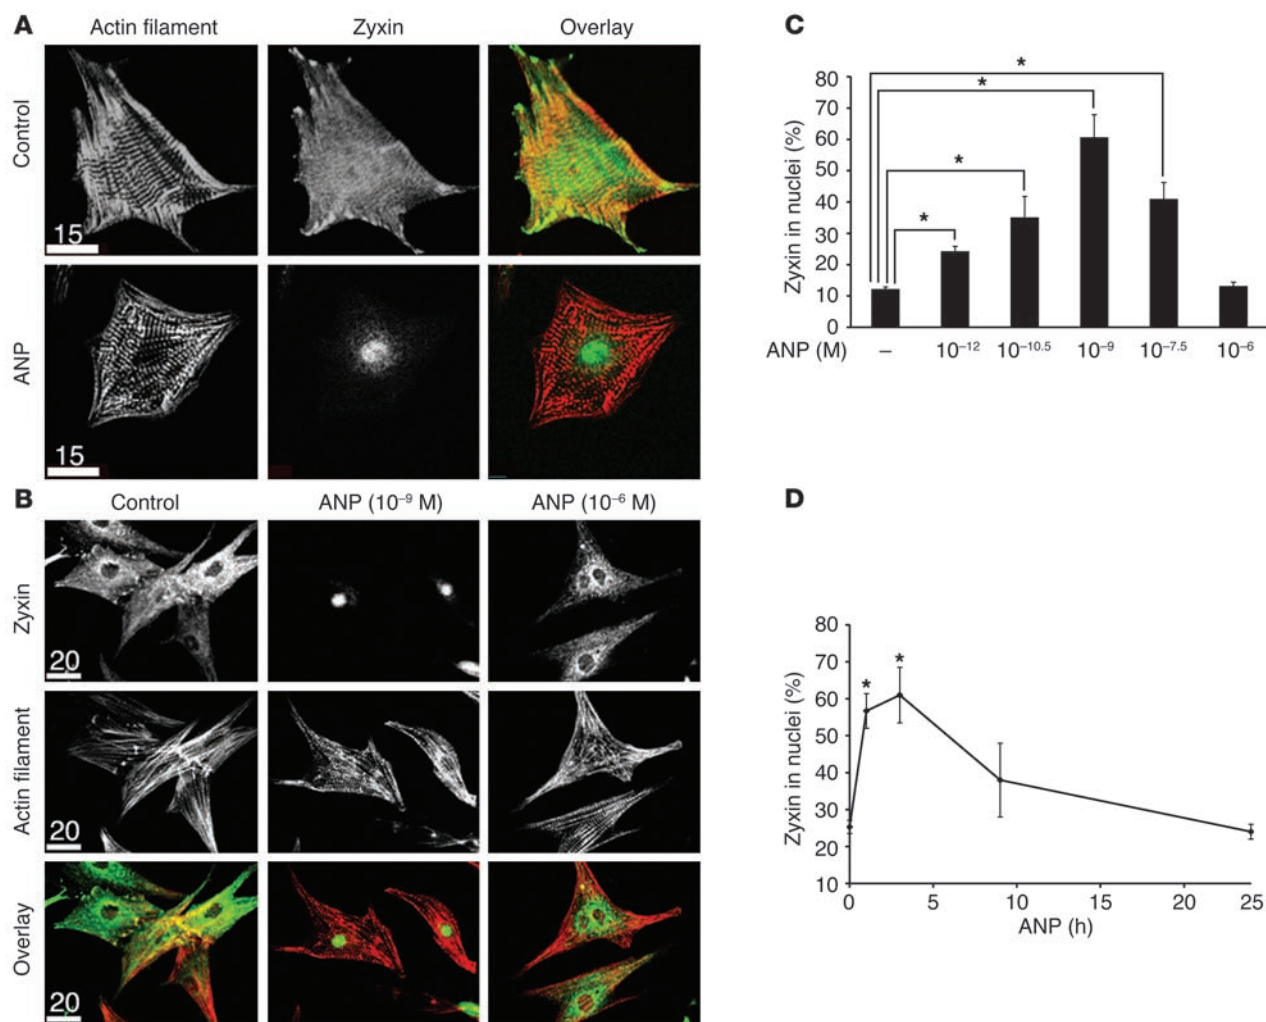 A
Actin filament Zyxin Overlay
Control
15
ANP
15
B
Control ANP (10⁻⁹ M) ANP (10⁻⁶ M)
Zyxin
20
Actin filament
20
Overlay
20
C
80
70
60
50
40
30
20
10
0
Zyxin in nuclei (%)
*
*
*
*
ANP (M) – 10⁻¹² 10⁻¹⁰·⁵ 10⁻⁹ 10⁻⁷·⁵ 10⁻⁶
D
80
70
60
50
40
30
20
10
Zyxin in nuclei (%)
* *
0 5 10 15 20 25
ANP (h)